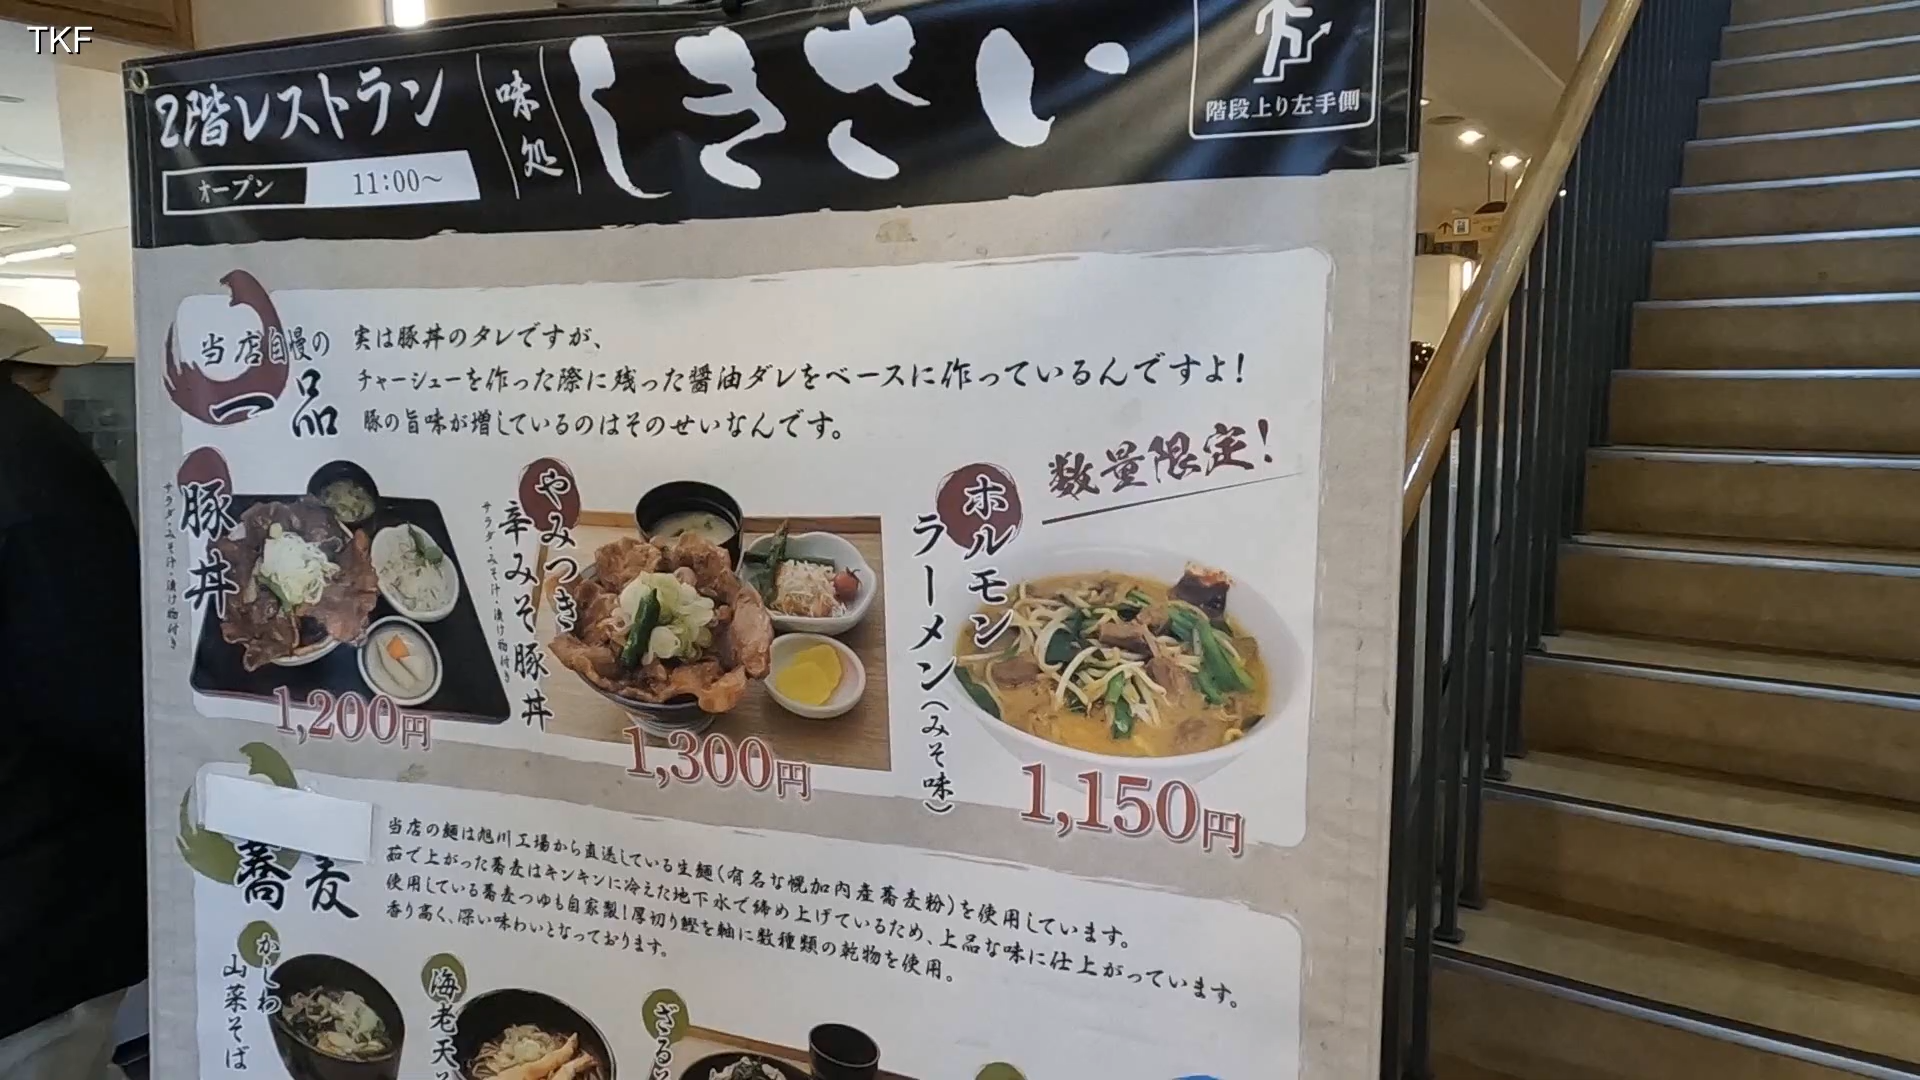 TKF
2階レストラン
オープン 11:00~
味処
しきさい
階段上り左手側
当店自慢の
一品
実は豚丼のタレですが、
チャーシューを作った際に残った醤油ダレをベースに作っているんですよ!
豚の旨味が増しているのはそのせいなんです。
豚丼
サラダ・みそ汁・漬け物付き
1,200円
やみつき
辛みそ豚丼
サラダ・みそ汁・漬け物付き
1,300円
数量限定!
ホルモン
ラーメン(みそ味)
1,150円
蕎麦
当店の麺は旭川工場から直送している生麺(有名な幌加内産蕎麦粉)を使用しています。
茹で上がった蕎麦はキンキンに冷えた地下水で締め上げているため、上品な味に仕上がっています。
使用している蕎麦つゆも自家製!厚切り鰹を軸に数種類の乾物を使用。
香り高く、深い味わいとなっております。
かしわ
山菜そば
海老天
ざる